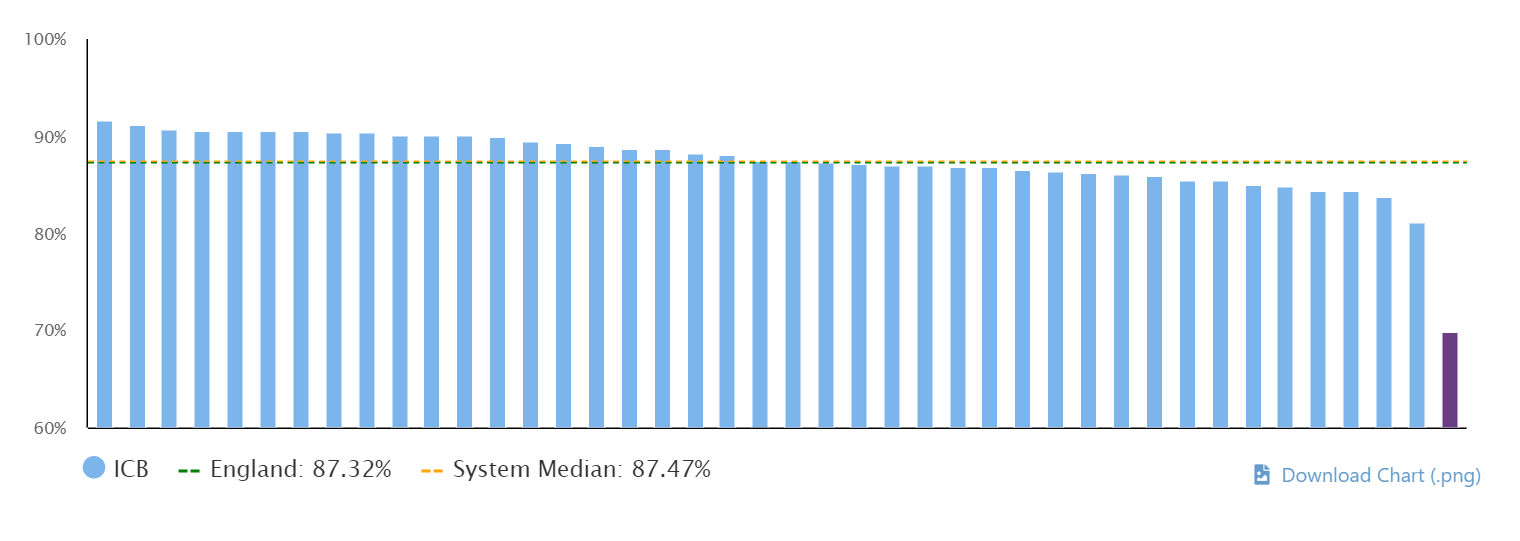 100%
90%
80%
70%
60%
ICB England: 87.32% System Median: 87.47%
Download Chart (.png)